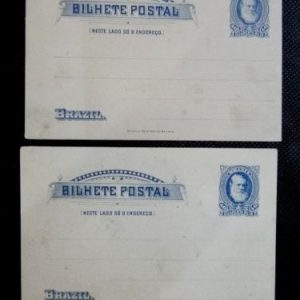 BILHETE POSTAL
(NESTE LADO SÓ O ENDEREÇO.)
BRAZIL.
BILHETE POSTAL
(NESTE LADO SÓ O ENDEREÇO.)
BRAZIL.